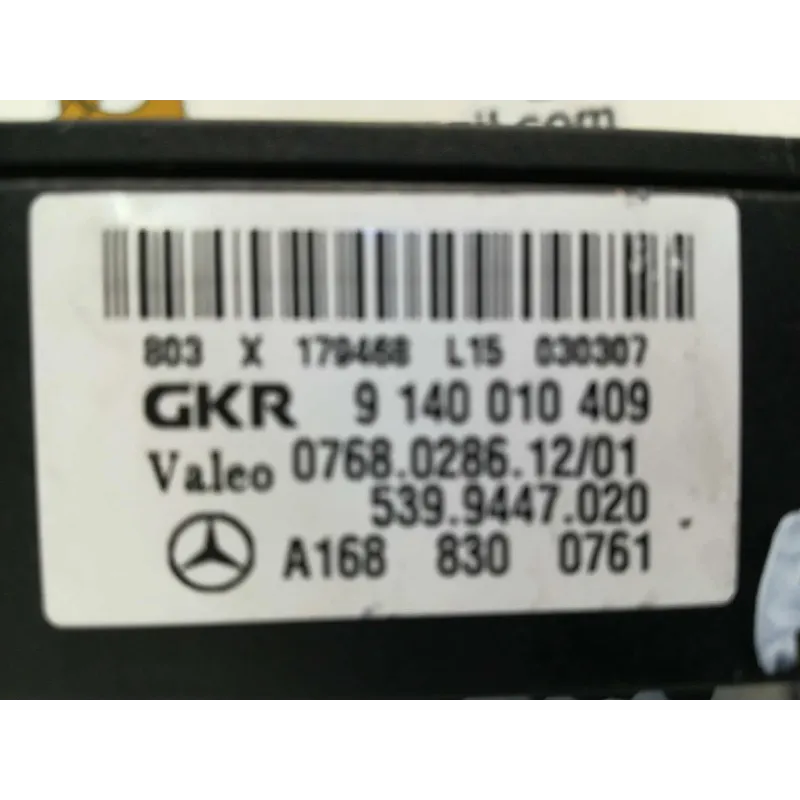 803 X 179468 L15 030307
GKR 9 140 010 409
Valeo 0768.0286.12/01
539.9447.020
A168 830 0761